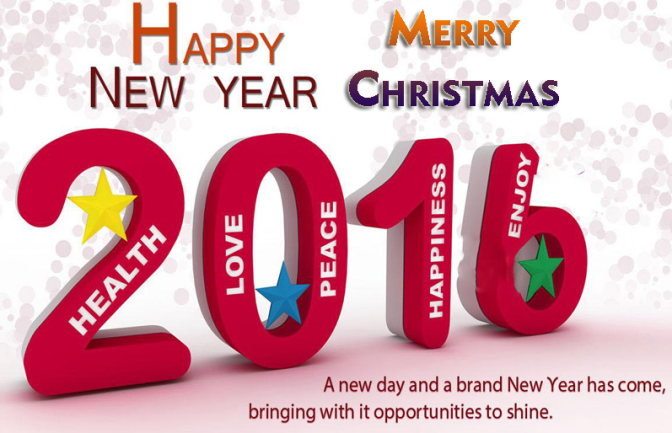 HAPPY
NEW YEAR
MERRY
CHRISTMAS
2016
HEALTH
LOVE
PEACE
HAPPINESS
ENJOY
A new day and a brand New Year has come,
bringing with it opportunities to shine.